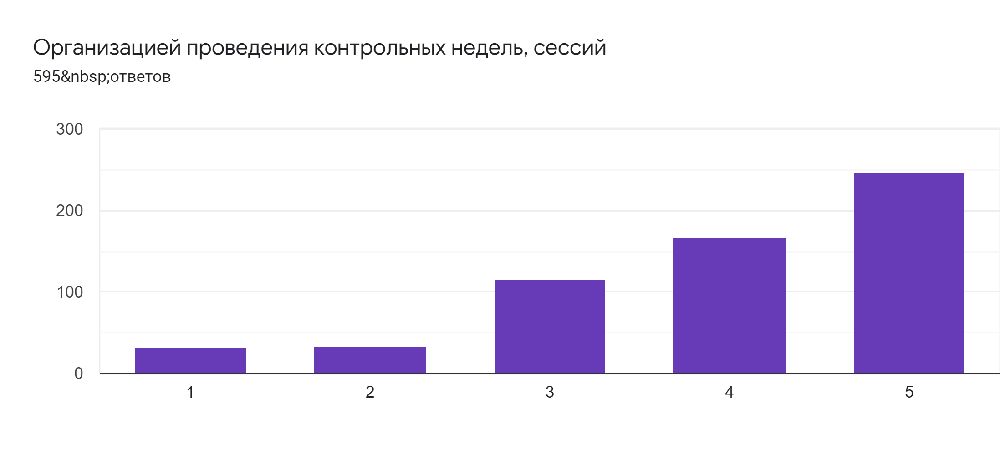 Организацией проведения контрольных недель, сессий
595&nbsp;ответов
300
200
100
0
1 2 3 4 5